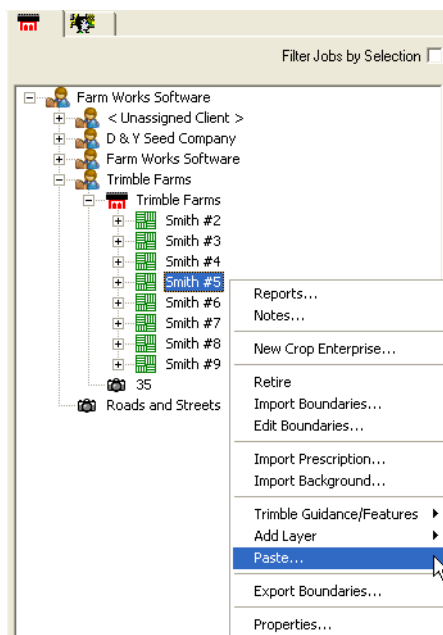 Filter Jobs by Selection
Farm Works Software
< Unassigned Client >
D & Y Seed Company
Farm Works Software
Trimble Farms
Trimble Farms
Smith #2
Smith #3
Smith #4
Smith #5
Smith #6
Smith #7
Smith #8
Smith #9
35
Roads and Streets
Reports...
Notes...
New Crop Enterprise...
Retire
Import Boundaries...
Edit Boundaries...
Import Prescription...
Import Background...
Trimble Guidance/Features
Add Layer
Paste...
Export Boundaries...
Properties...